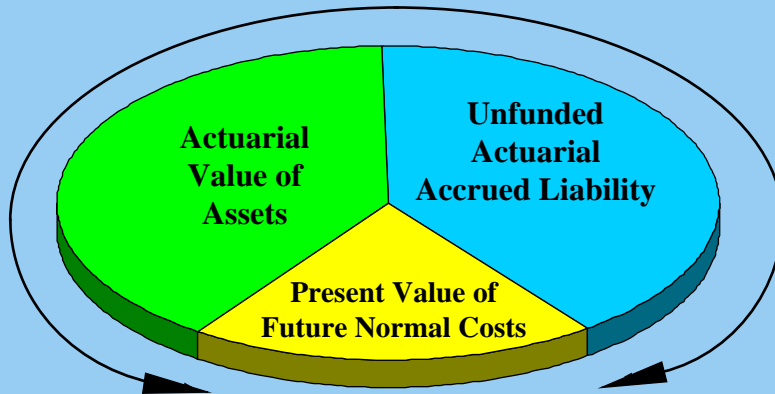 Actuarial
Value of
Assets
Unfunded
Actuarial
Accrued Liability
Present Value of
Future Normal Costs